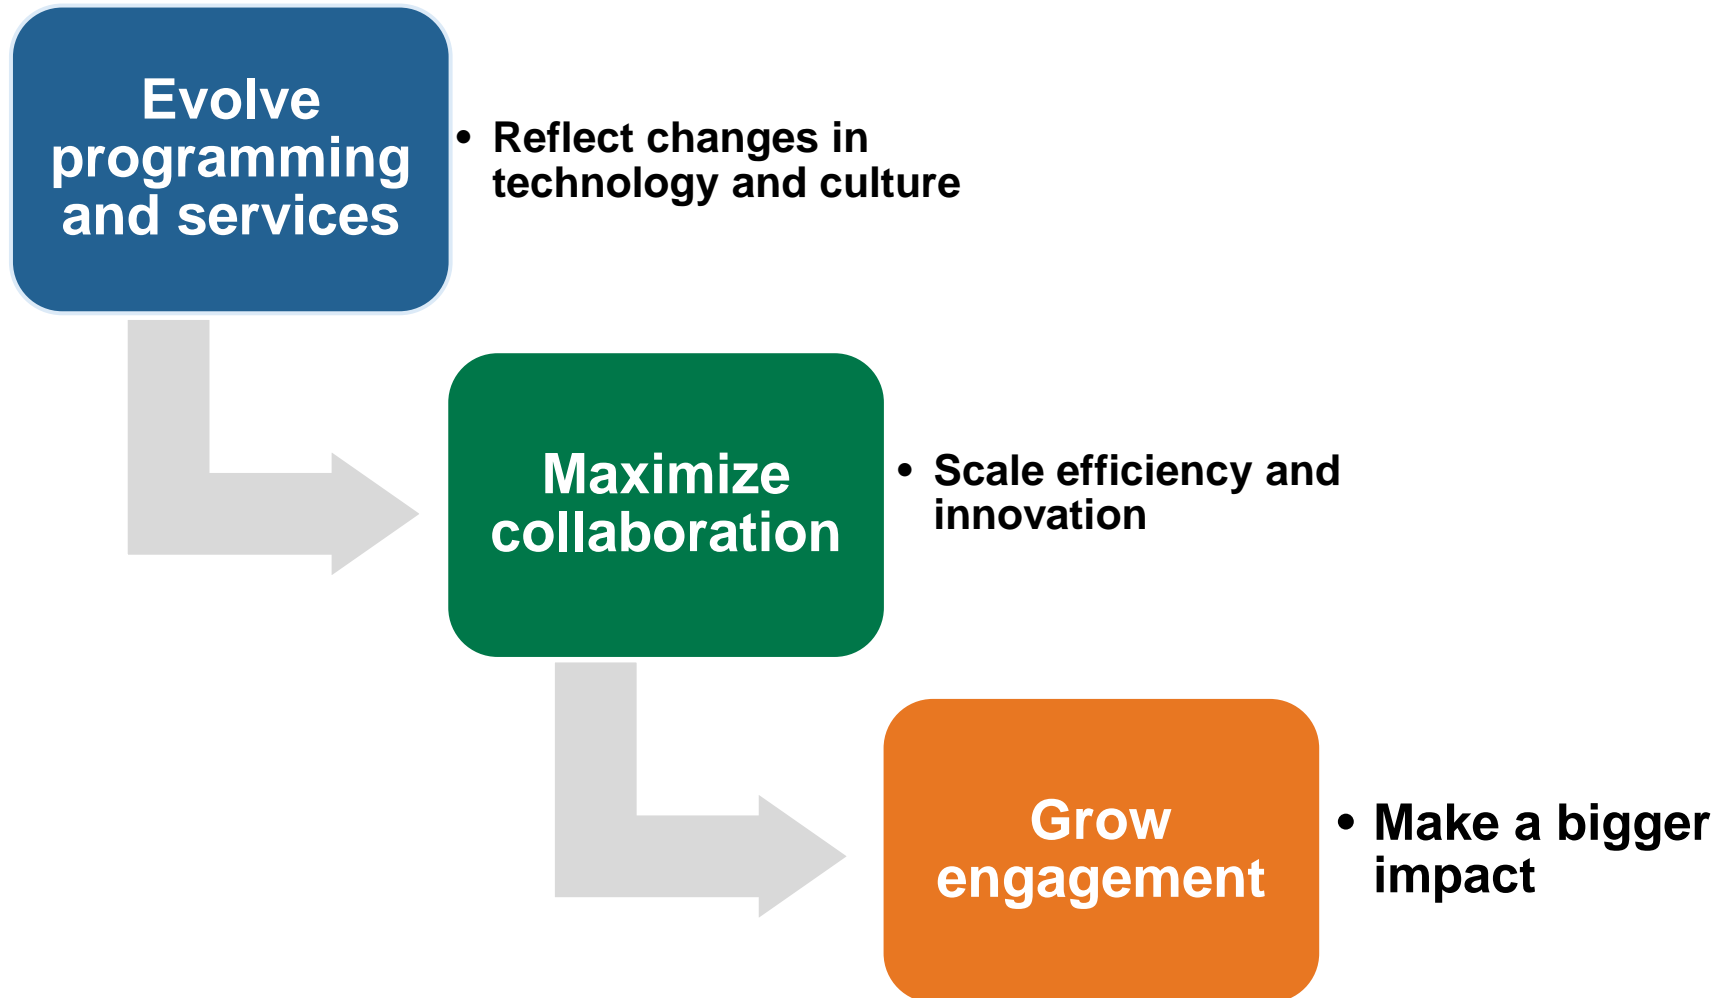 Evolve
programming
and services
• Reflect changes in
technology and culture
Maximize
collaboration
• Scale efficiency and
innovation
Grow
engagement
• Make a bigger
impact